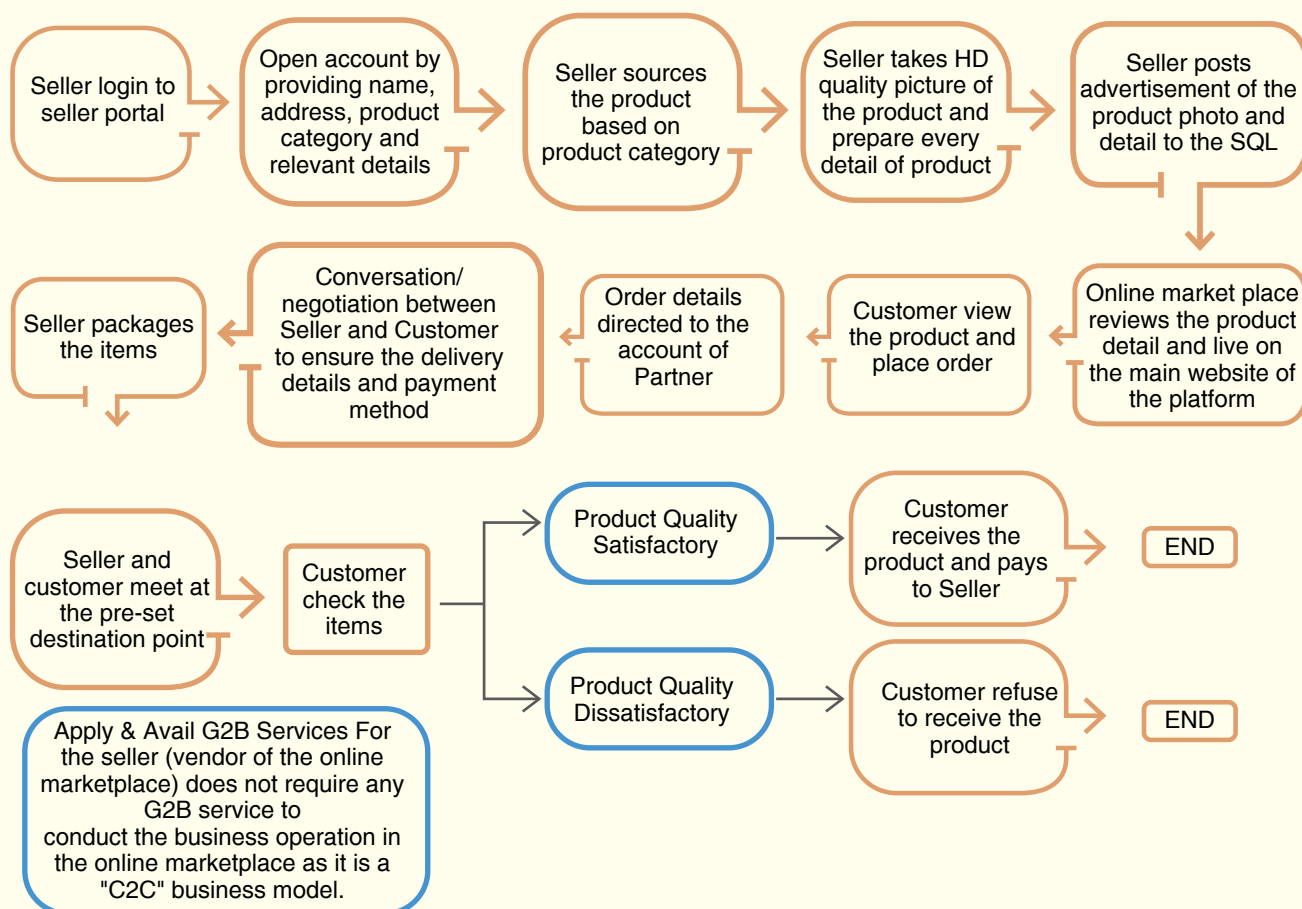 Seller login to
seller portal
Open account by
providing name,
address, product
category and
relevant details
Seller sources
the product
based on
product category
Seller takes HD
quality picture of
the product and
prepare every
detail of product
Seller posts
advertisement of the
product photo and
detail to the SQL
Online market place
reviews the product
detail and live on
the main website of
the platform
Customer view
the product and
place order
Order details
directed to the
account of
Partner
Conversation/
negotiation between
Seller and Customer
to ensure the delivery
details and payment
method
Seller packages
the items
Seller and
customer meet at
the pre-set
destination point
Customer
check the
items
Product Quality
Satisfactory
Customer
receives the
product and pays
to Seller
END
Product Quality
Dissatisfactory
Customer refuse
to receive the
product
END
Apply & Avail G2B Services For
the seller (vendor of the online
marketplace) does not require any
G2B service to
conduct the business operation in
the online marketplace as it is a
"C2C" business model.